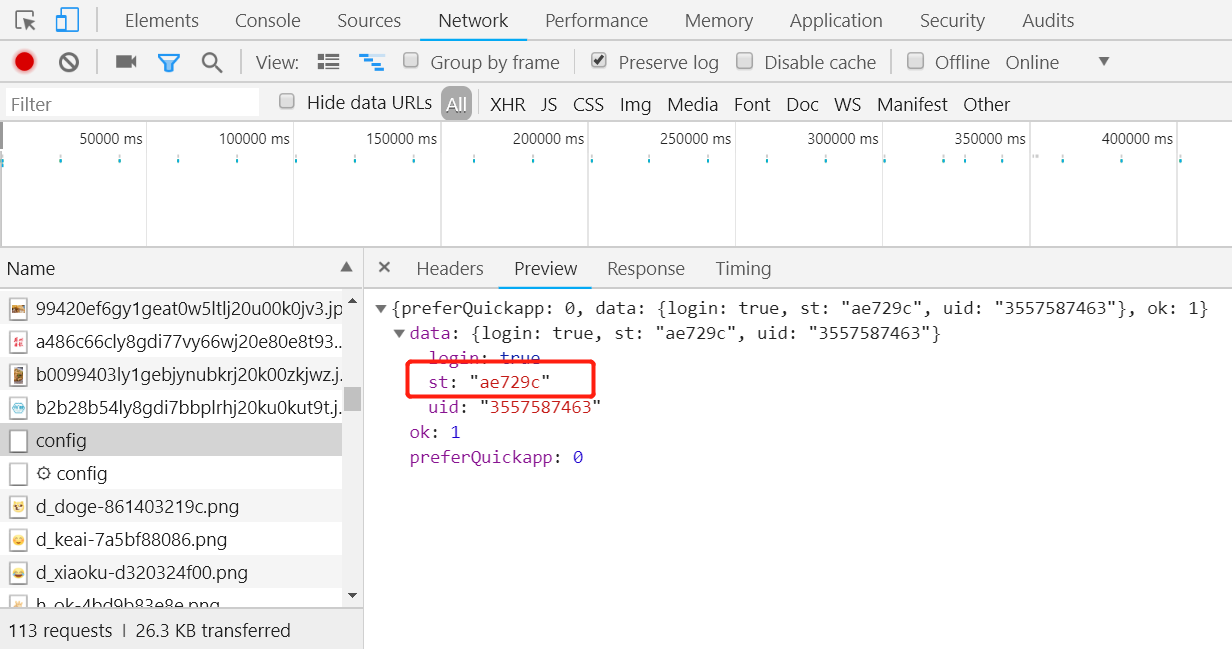 Elements Console Sources Network Performance Memory Application Security Audits
View: Group by frame Preserve log Disable cache Offline Online
Filter Hide data URLs All XHR JS CSS Img Media Font Doc WS Manifest Other
50000 ms 100000 ms 150000 ms 200000 ms 250000 ms 300000 ms 350000 ms 400000 ms
Name
99420ef6gy1geat0w5ltlj20u00k0jv3.jp
a486c66cly8gdi77vy66wj20e80e8t93...
b0099403ly1gebjynubkrj20k00zkjwz.j.
b2b28b54ly8gdi7bbplrhj20ku0kut9t.j.
config
config
d_doge-861403219c.png
d_keai-7a5bf88086.png
d_xiaoku-d320324f00.png
h_ok-4bd9b83e8e.png
113 requests | 26.3 KB transferred
Headers Preview Response Timing
{preferQuickapp: 0, data: {login: true, st: "ae729c", uid: "3557587463"}, ok: 1}
data: {login: true, st: "ae729c", uid: "3557587463"}
login: true
st: "ae729c"
uid: "3557587463"
ok: 1
preferQuickapp: 0